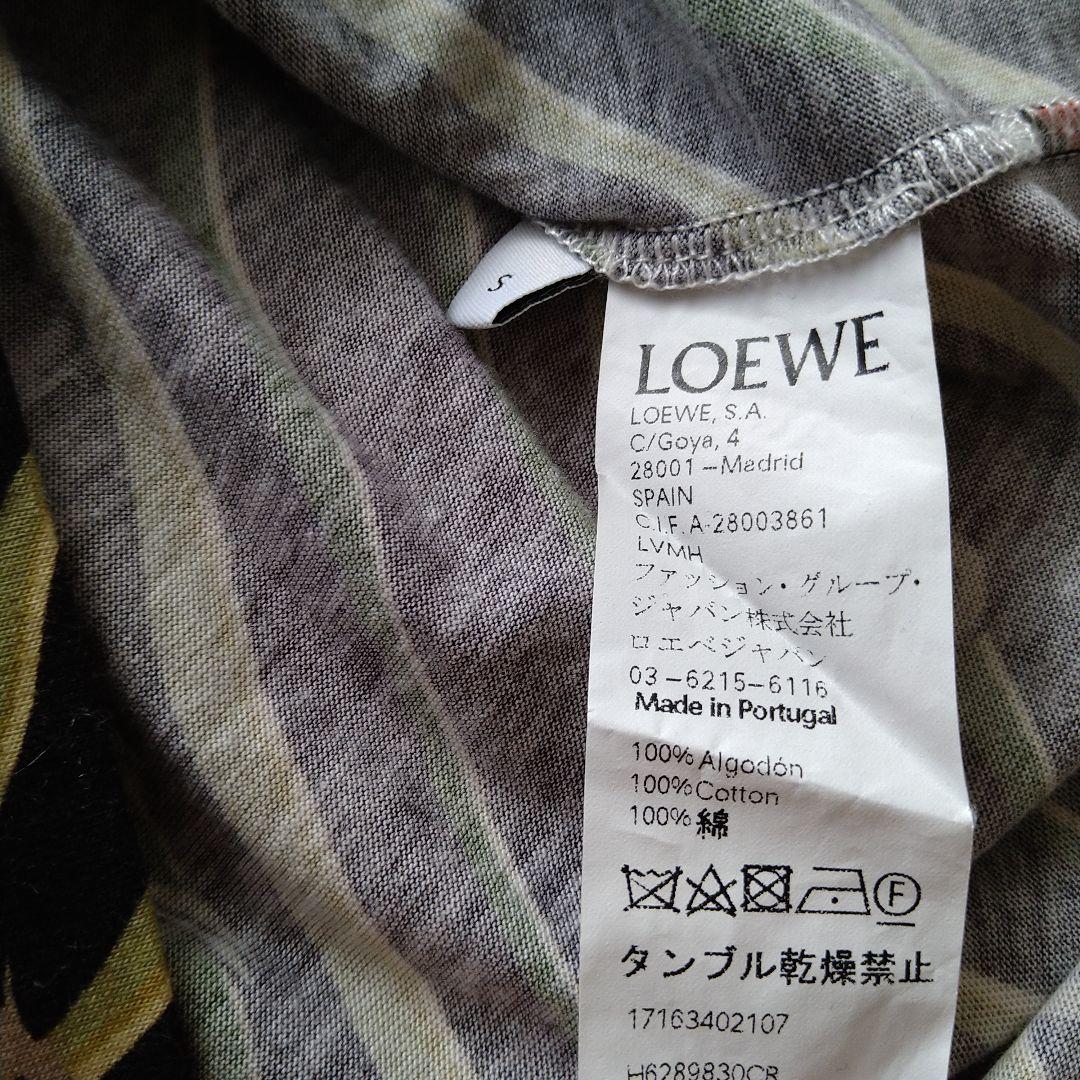 S
LOEWE
LOEWE, S.A.
C/Goya, 4
28001-Madrid
SPAIN
C.I.F. A-28003861
LVMH
ファッション・グループ・
ジャパン株式会社
ロエベジャパン
03-6215-6116
Made in Portugal
100% Algodón
100% Cotton
100% 綿
F
タンブル乾燥禁止
17163402107
H6289830CR